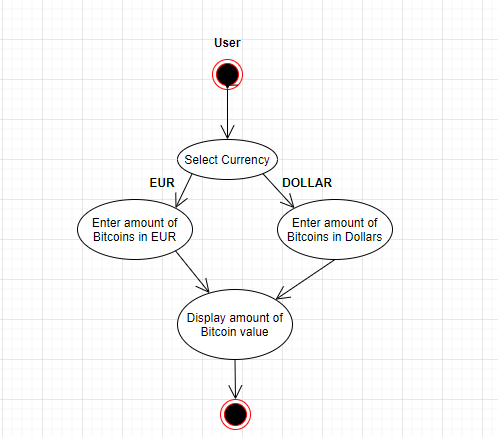 User
Select Currency
EUR
DOLLAR
Enter amount of
Bitcoins in EUR
Enter amount of
Bitcoins in Dollars
Display amount of
Bitcoin value